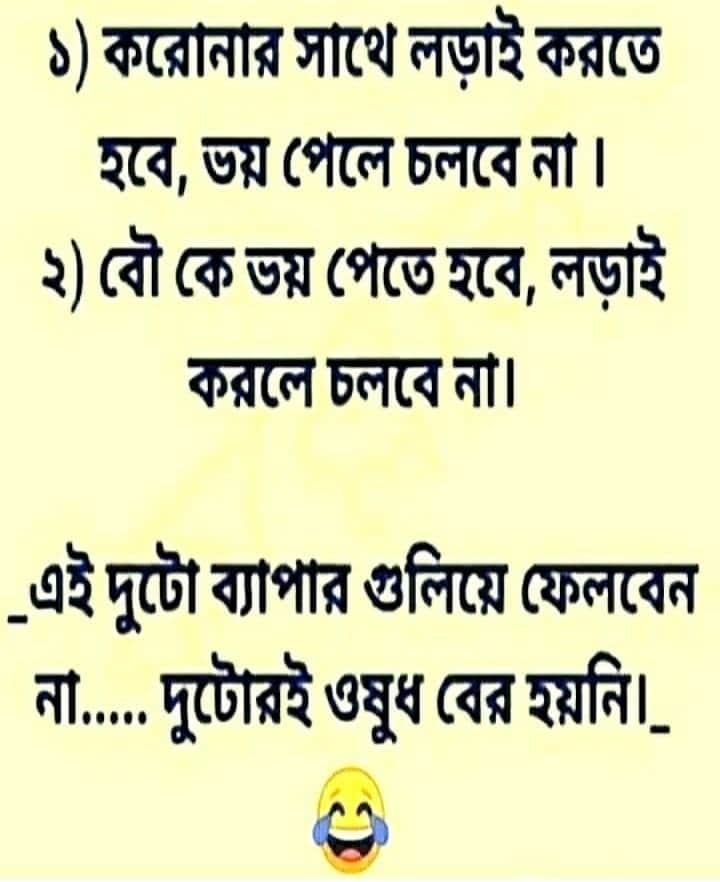 ১) করোনার সাথে লড়াই করতে
হবে, ভয় পেলে চলবে না ।
২) বৌ কে ভয় পেতে হবে, লড়াই
করলে চলবে না।
_এই দুটো ব্যাপার গুলিয়ে ফেলবেন
না..... দুটোরই ওষুধ বের হয়নি।_